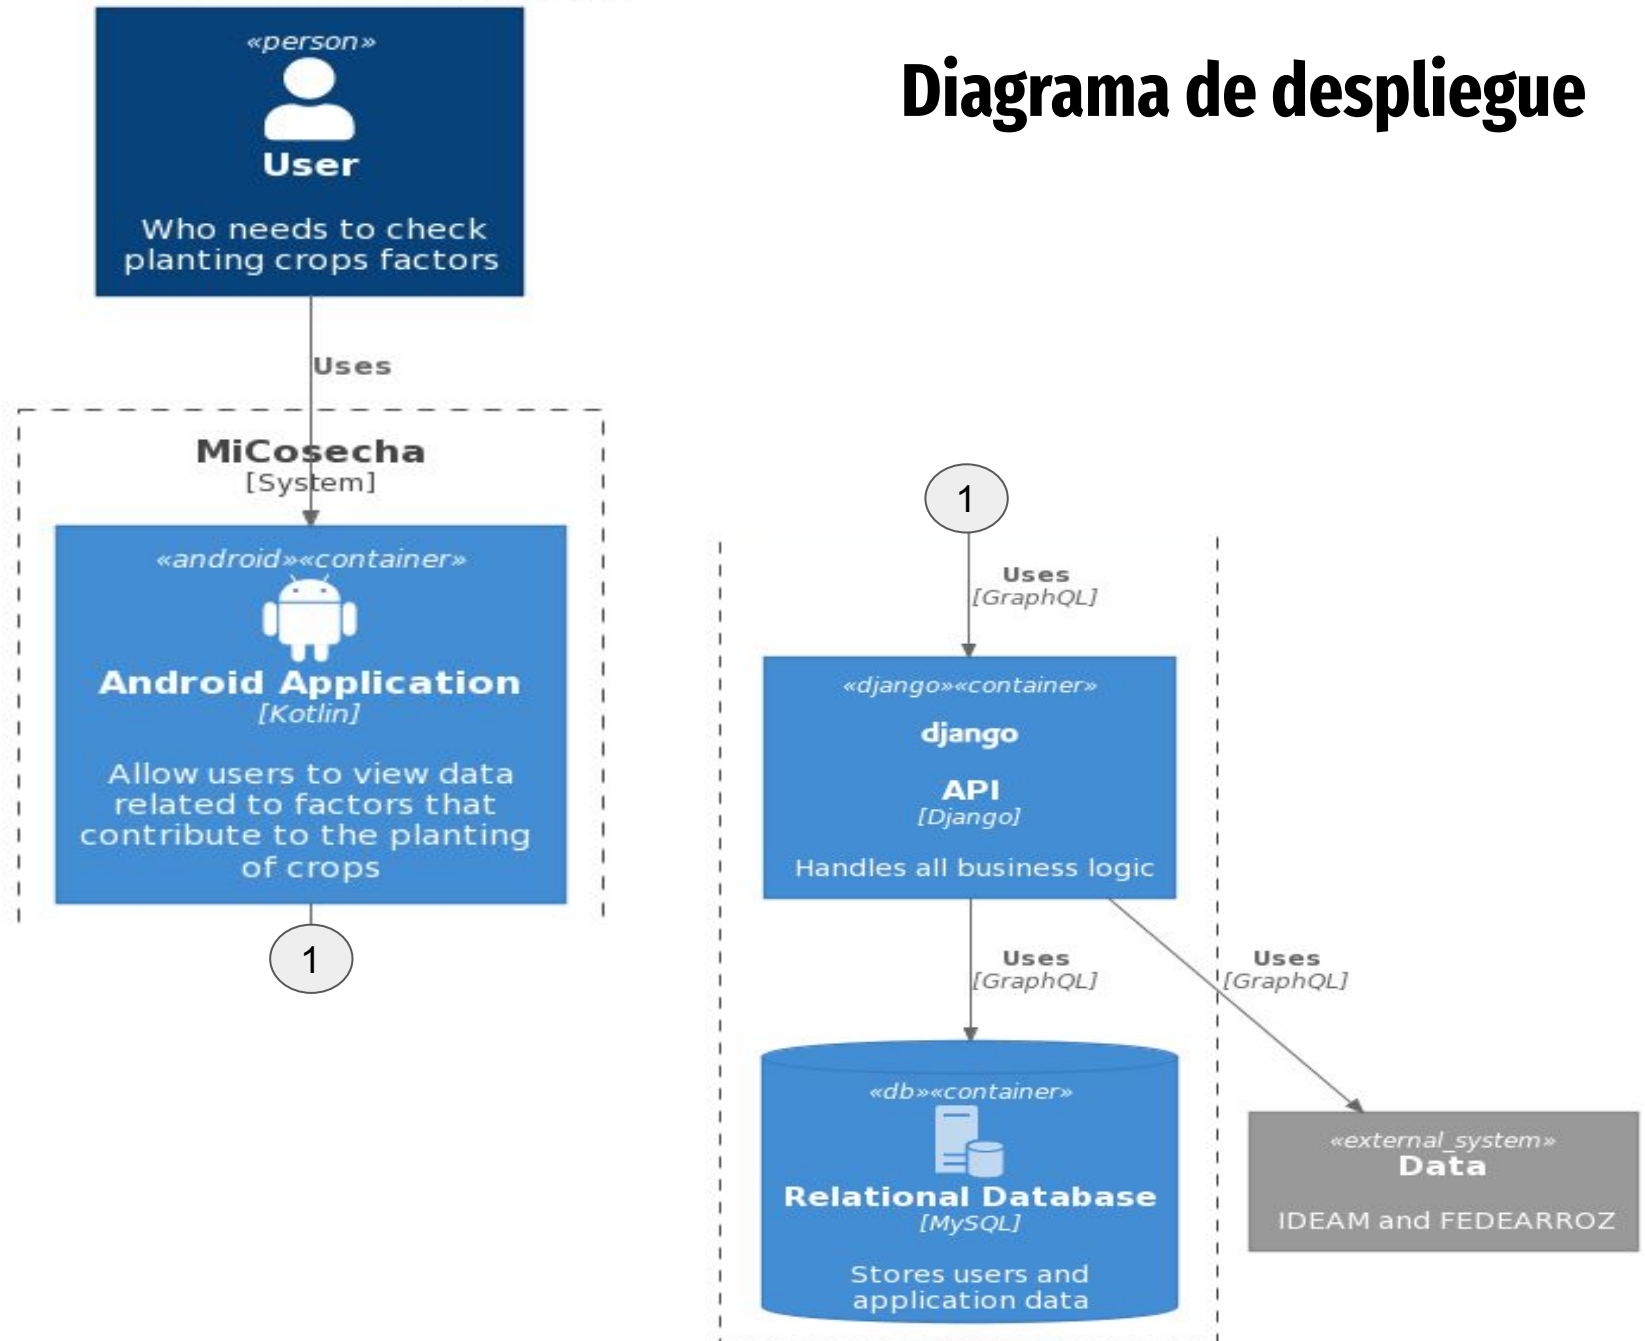 Diagrama de despliegue
«person»
User
Who needs to check
planting crops factors
Uses
MiCosecha
[System]
«android»«container»
Android Application
[Kotlin]
Allow users to view data
related to factors that
contribute to the planting
of crops
1
1
Uses
[GraphQL]
«django»«container»
django
API
[Django]
Handles all business logic
Uses
[GraphQL]
Uses
[GraphQL]
«db»«container»
Relational Database
[MySQL]
Stores users and
application data
«external_system»
Data
IDEAM and FEDEARROZ